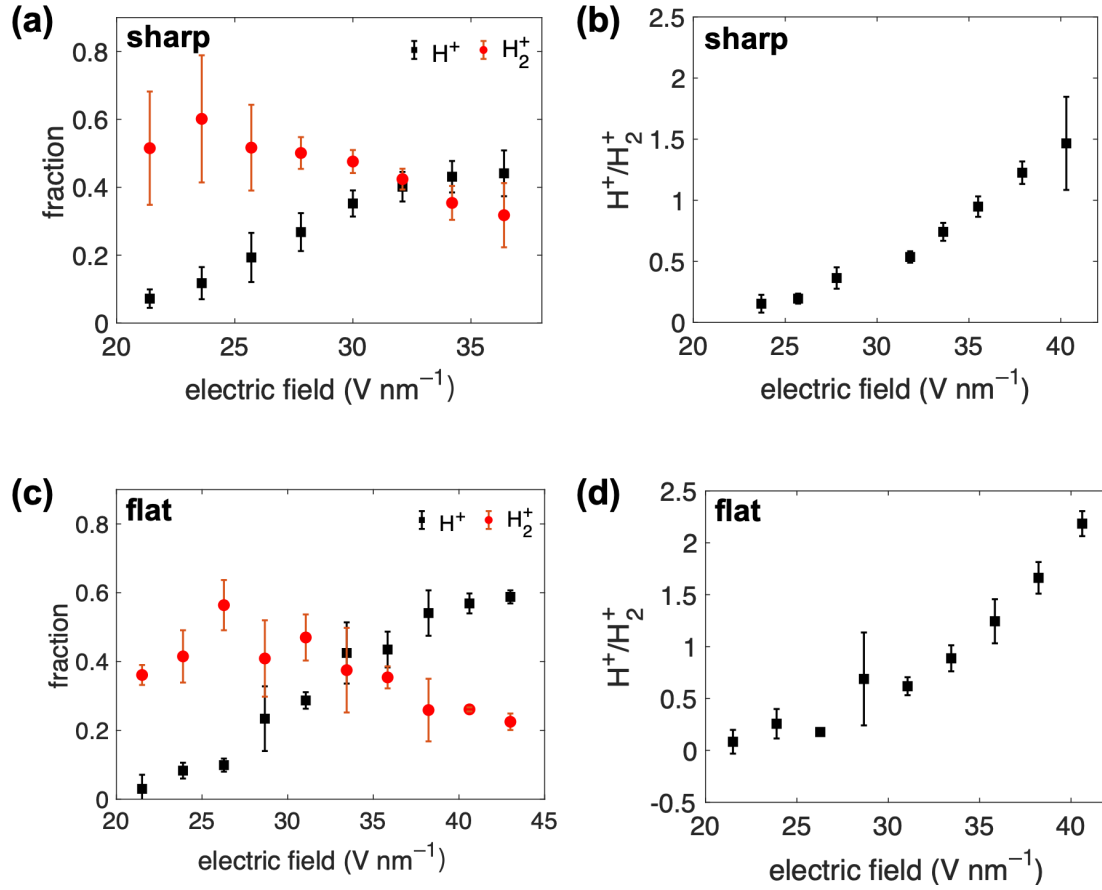 (a)
sharp
H⁺ H₂⁺
0.8
0.6
0.4
0.2
0
fraction
20 25 30 35
electric field (V nm⁻¹)
(b)
sharp
2.5
2
1.5
1
0.5
0
H⁺/H₂⁺
20 25 30 35 40
electric field (V nm⁻¹)
(c)
flat
H⁺ H₂⁺
0.8
0.6
0.4
0.2
0
fraction
20 25 30 35 40 45
electric field (V nm⁻¹)
(d)
flat
2.5
2
1.5
1
0.5
0
-0.5
H⁺/H₂⁺
20 25 30 35 40
electric field (V nm⁻¹)